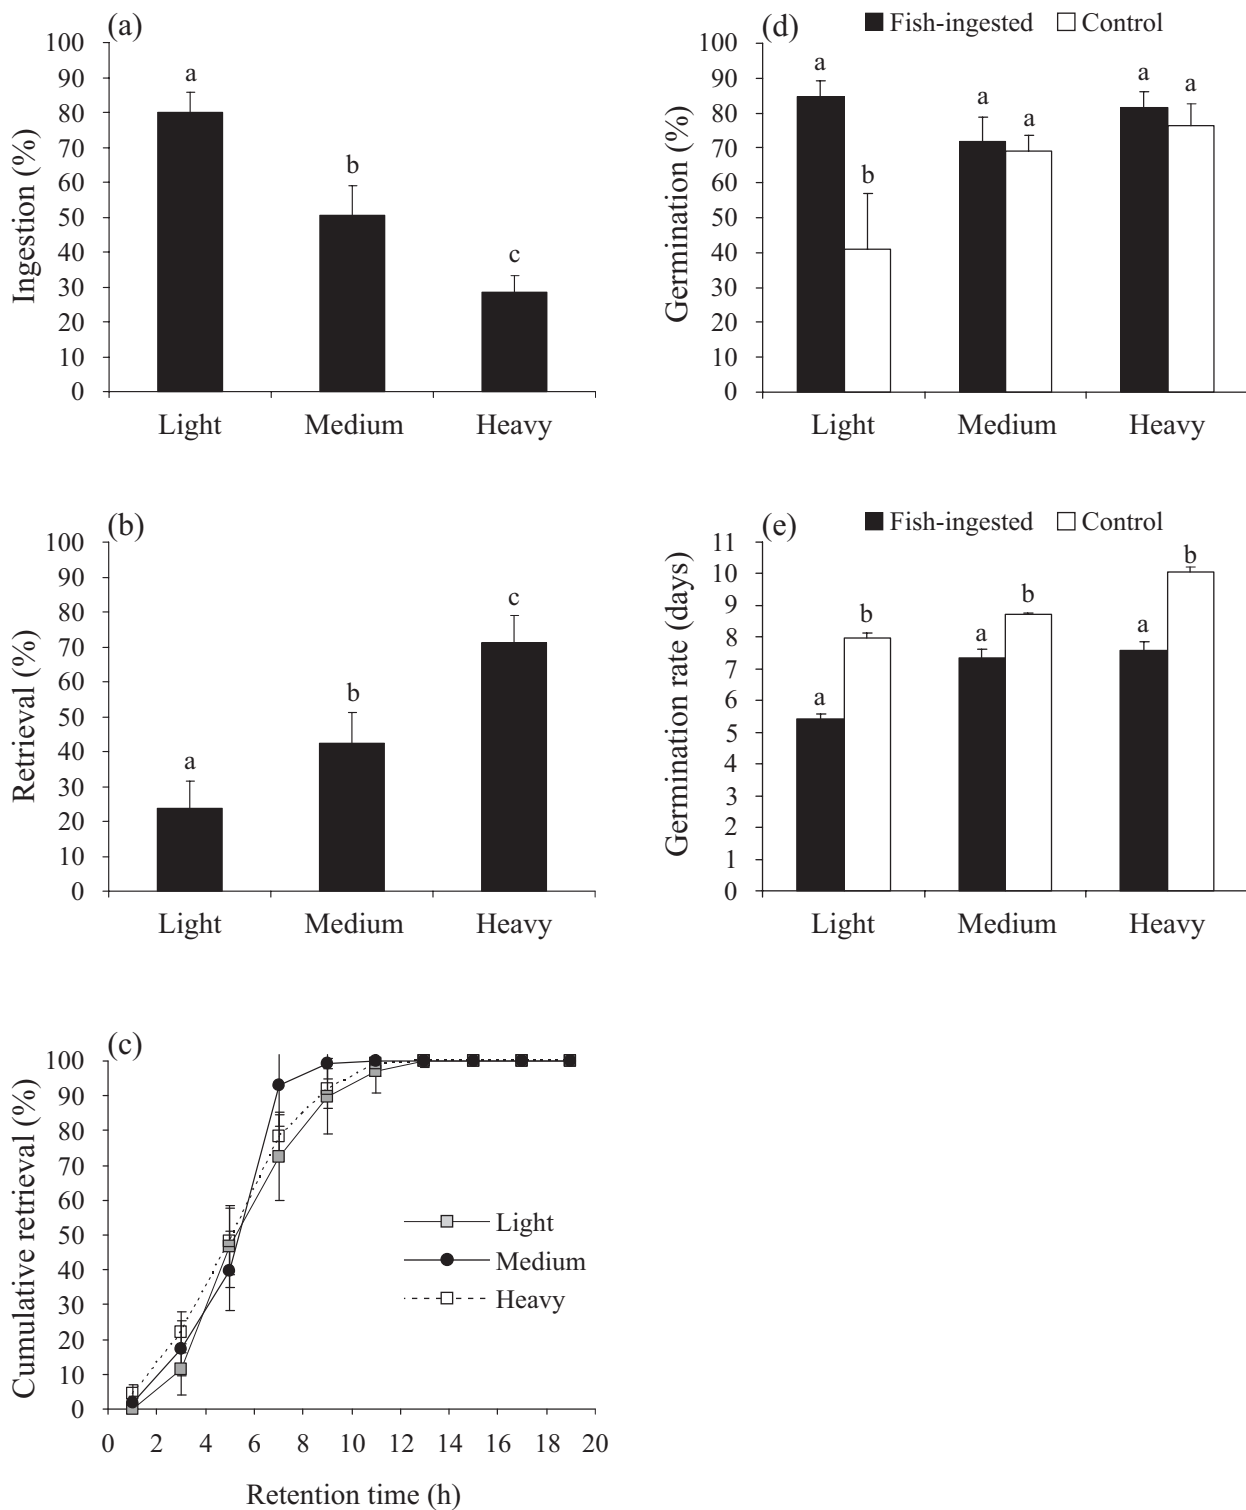 (a)
100
90
80
70
60
50
40
30
20
10
0
Ingestion (%)
a
b
c
Light Medium Heavy
(b)
100
90
80
70
60
50
40
30
20
10
0
Retrieval (%)
a
b
c
Light Medium Heavy
(c)
100
90
80
70
60
50
40
30
20
10
0
Cumulative retrieval (%)
Light
Medium
Heavy
0 2 4 6 8 10 12 14 16 18 20
Retention time (h)
(d)
Fish-ingested Control
100
90
80
70
60
50
40
30
20
10
0
Germination (%)
a
b
a
a
a
a
Light Medium Heavy
(e)
Fish-ingested Control
11
10
9
8
7
6
5
4
3
2
1
0
Germination rate (days)
a
b
a
b
a
b
Light Medium Heavy